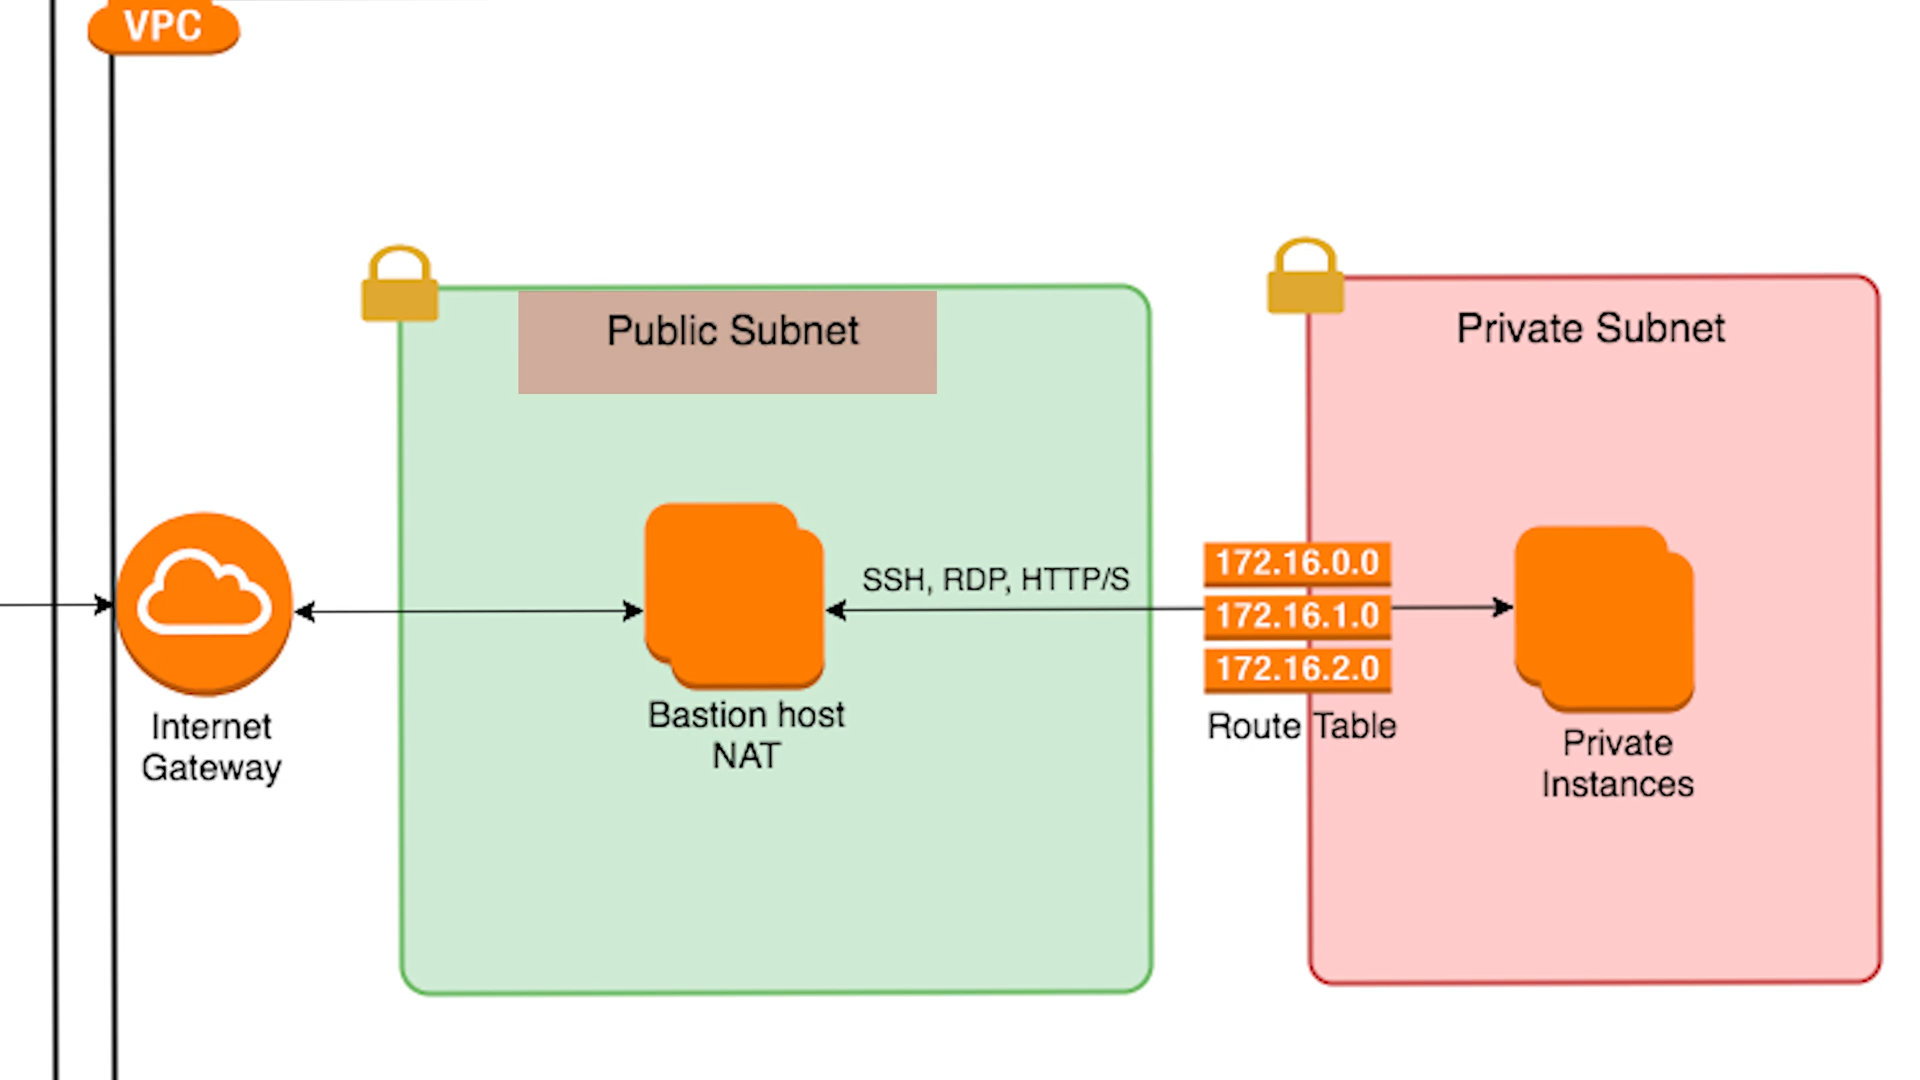 VPC
Public Subnet
Private Subnet
SSH, RDP, HTTP/S
172.16.0.0
172.16.1.0
172.16.2.0
Route Table
Internet
Gateway
Bastion host
NAT
Private
Instances